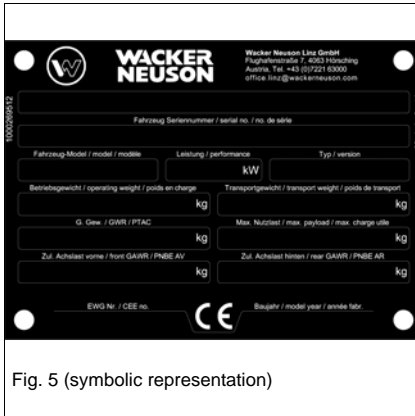 WACKER
NEUSON
Wacker Neuson Linz GmbH
Flughafenstraße 7, 4063 Hörsching
Austria, Tel. +43 (0)7221 63000
office.linz@wackerneuson.com
1000269512
Fahrzeug Seriennummer / serial no. / no. de série
Fahrzeug-Model / model / modèle Leistung / performance Typ / version
kW
Betriebsgewicht / operating weight / poids en charge Transportgewicht / transport weight / poids de transport
kg kg
G. Gew. / GWR / PTAC Max. Nutzlast / max. payload / max. charge utile
kg kg
Zul. Achslast vorne / front GAWR / PNBE AV Zul. Achslast hinten / rear GAWR / PNBE AR
kg kg
EWG Nr. / CEE no. CE Baujahr / model year / année fabr.
Fig. 5 (symbolic representation)